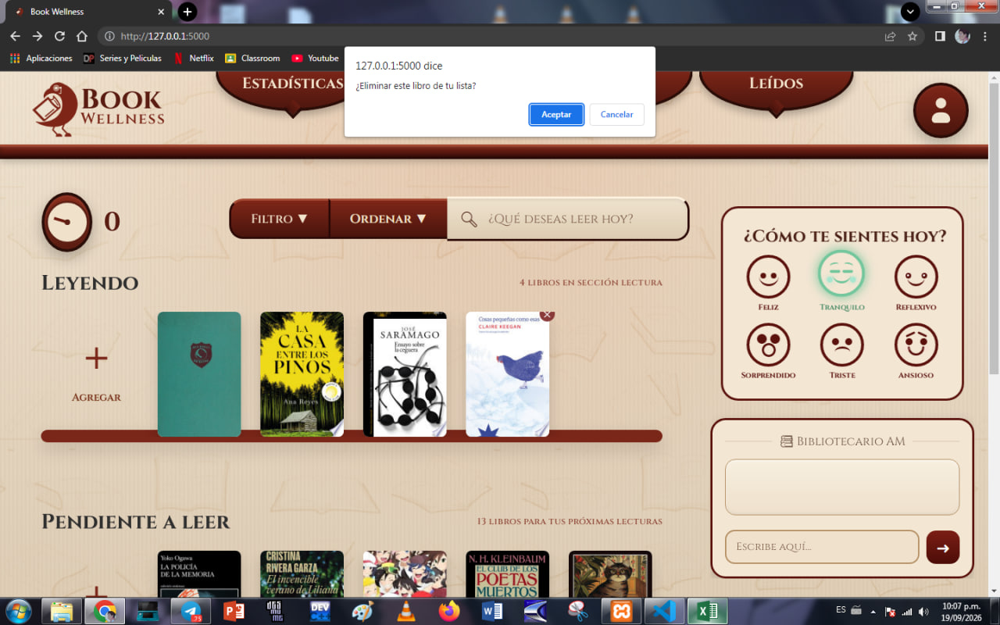 Book Wellness
http://127.0.0.1:5000
Aplicaciones
Series y Peliculas
Netflix
Classroom
Youtube
127.0.0.1:5000 dice
¿Eliminar este libro de tu lista?
Aceptar
Cancelar
Book
Wellness
Estadísticas
Leídos
0
Filtro ▼
Ordenar ▼
¿Qué deseas leer hoy?
¿Cómo te sientes hoy?
Feliz
Tranquilo
Reflexivo
Sorprendido
Triste
Ansioso
Leyendo
4 libros en sección lectura
+
Agregar
LA
CASA
ENTRE LOS
PINOS
Ana Reyes
JOSÉ
SARAMAGO
Ensayo sobre
la ceguera
Cosas pequeñas como esas
CLAIRE KEEGAN
Bibliotecario AM
Escribe aquí...
Pendiente a leer
13 libros para tus próximas lecturas
Yoko Ogawa
LA POLICÍA
DE LA MEMORIA
CRISTINA
RIVERA GARZA
El invencible
verano de Liliana
N. H. KLEINBAUM
EL CLUB DE LOS
POETAS
MUERTOS
75
DEV
ES
10:07 p.m.
19/09/2026